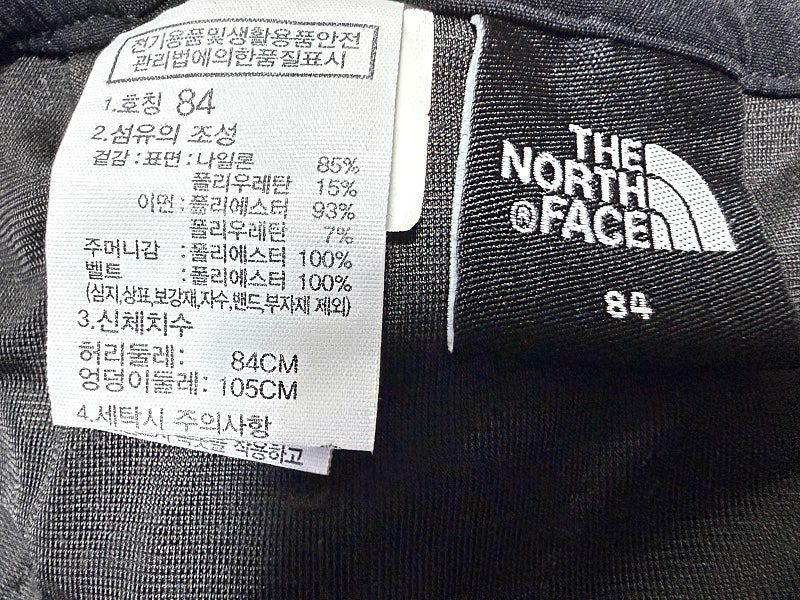 전기용품및생활용품안전
관리법에의한품질표시
1.호칭 84
2.섬유의 조성
겉감 : 표면 : 나일론 85%
폴리우레탄 15%
이면 : 폴리에스터 93%
폴리우레탄 7%
주머니감 : 폴리에스터 100%
벨트 : 폴리에스터 100%
(심지,상표,보강재,자수,밴드,부자재 제외)
3.신체치수
허리둘레: 84CM
엉덩이둘레: 105CM
4.세탁시 주의사항
작용하고
THE
NORTH
®FACE
84